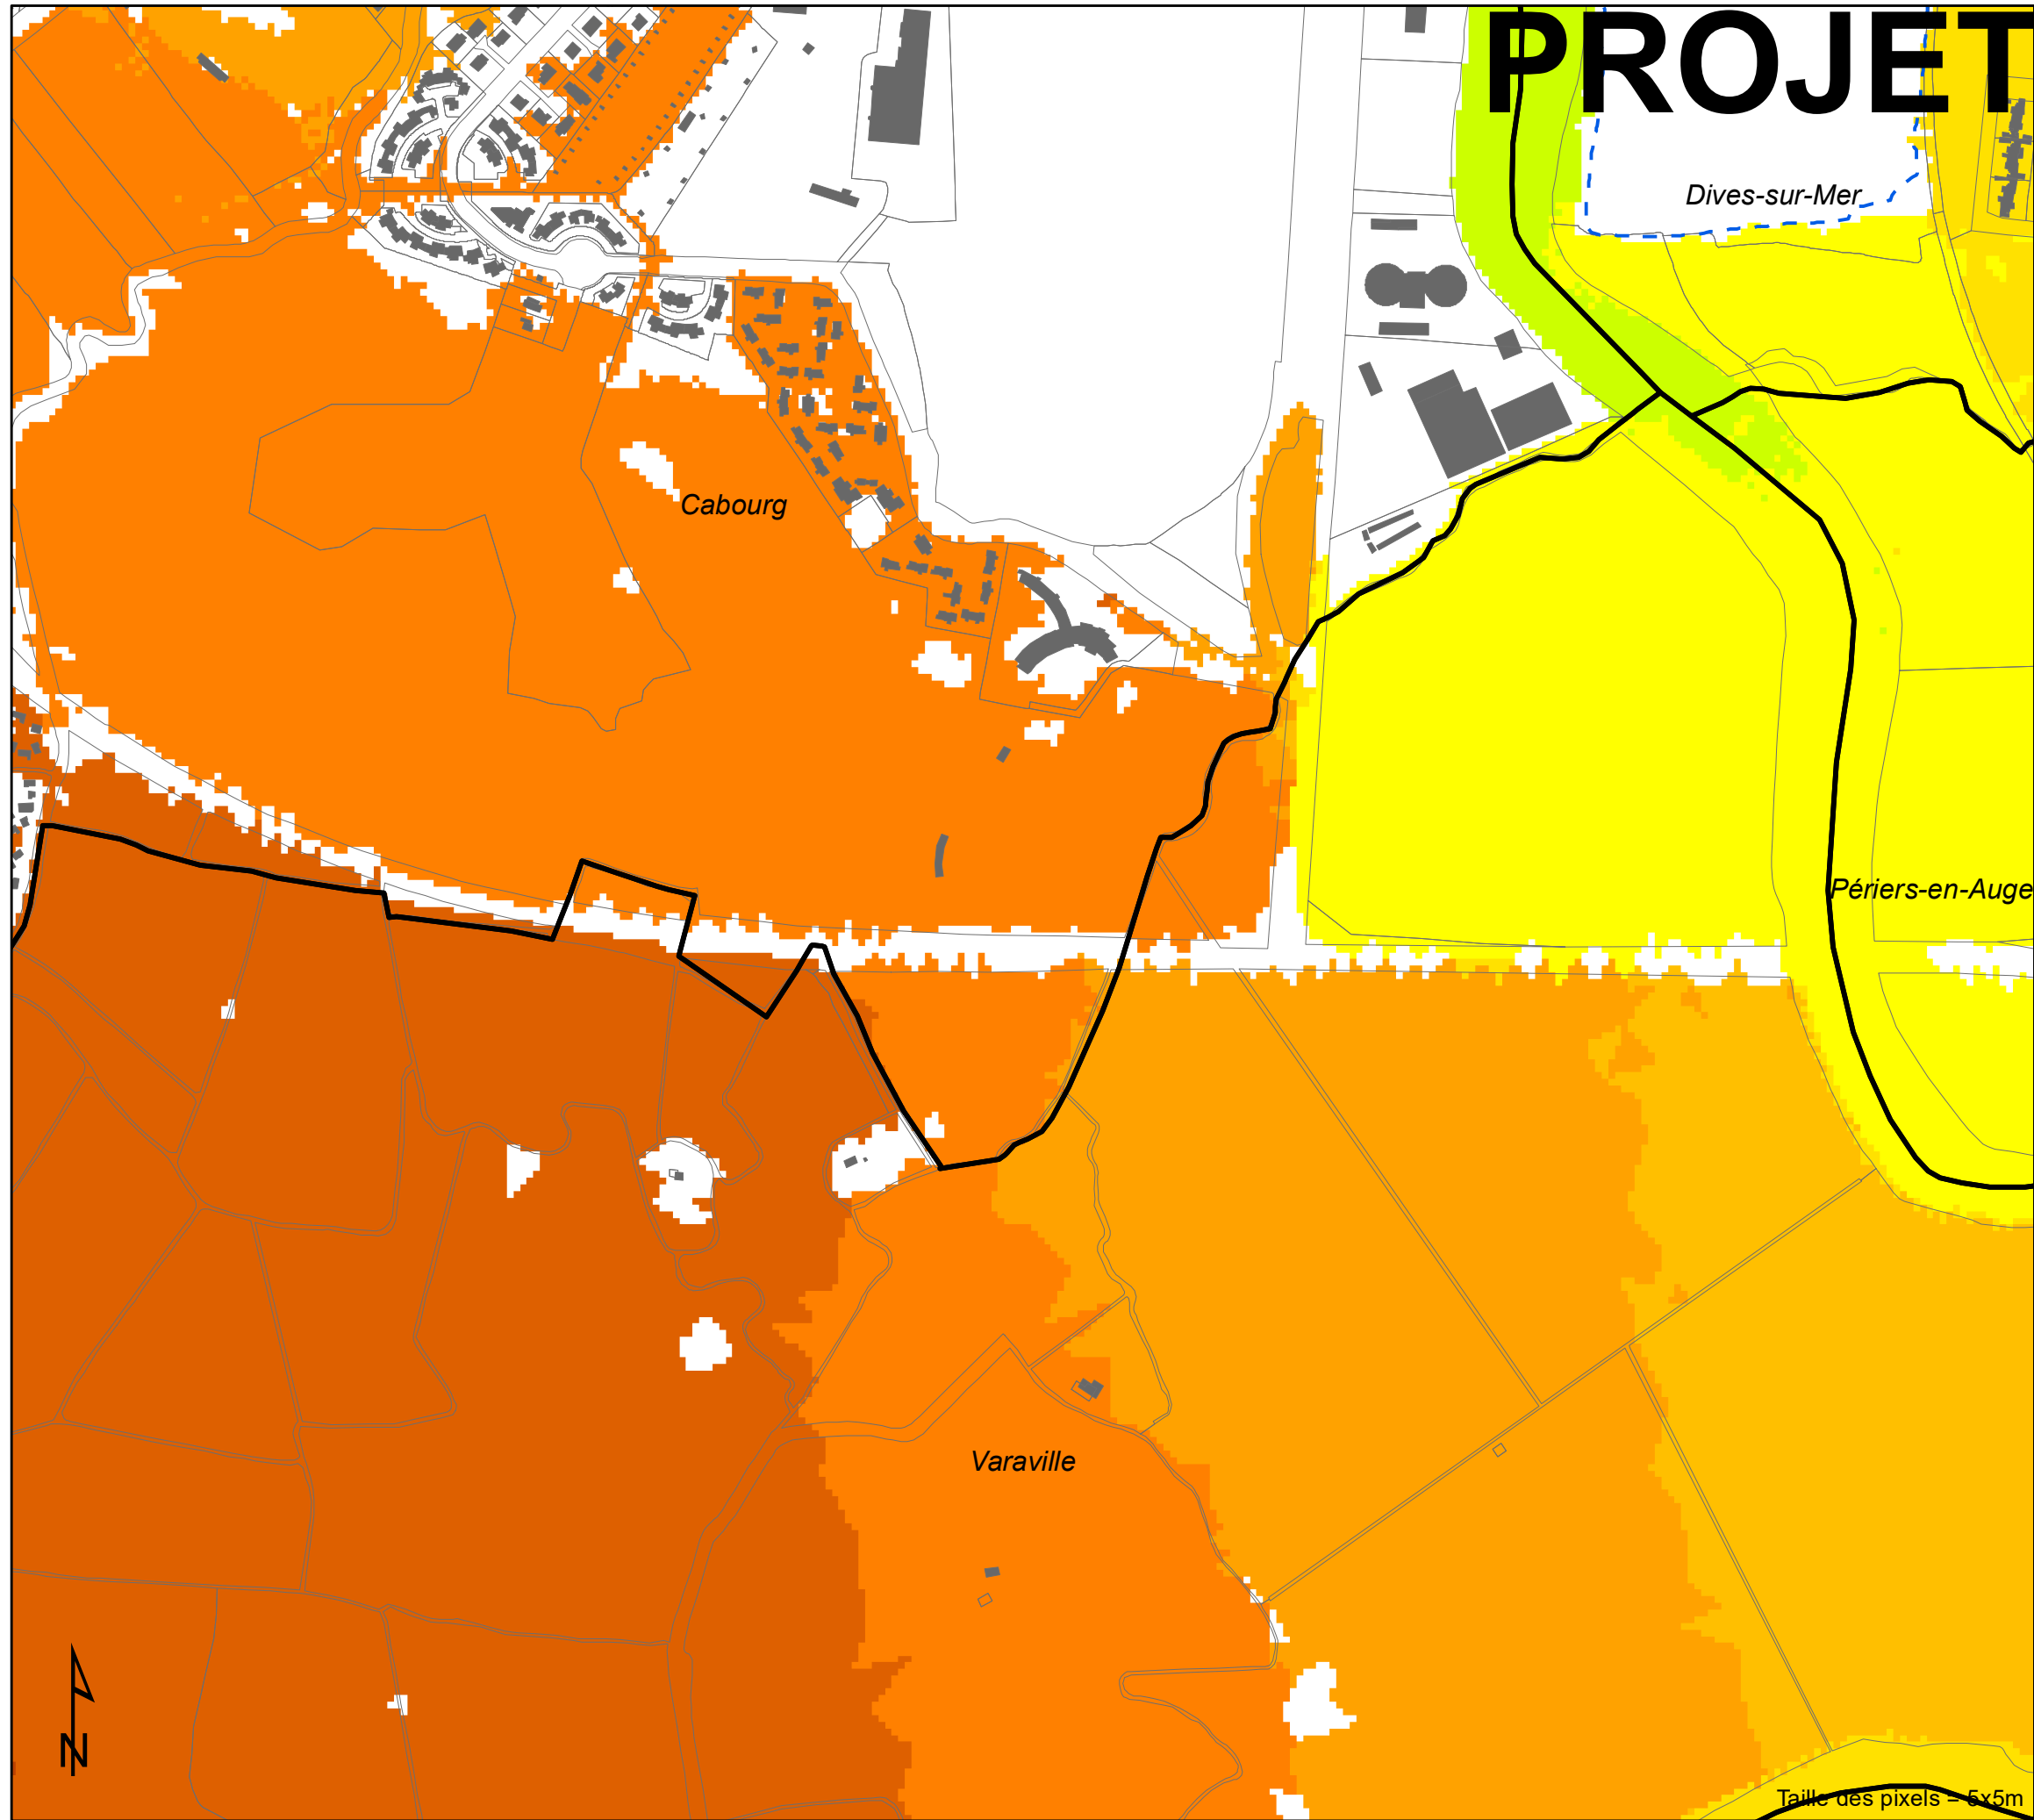 PROJET
Dives-sur-Mer
Cabourg
Périers-en-Auge
Varaville
N
Taille des pixels = 5x5m